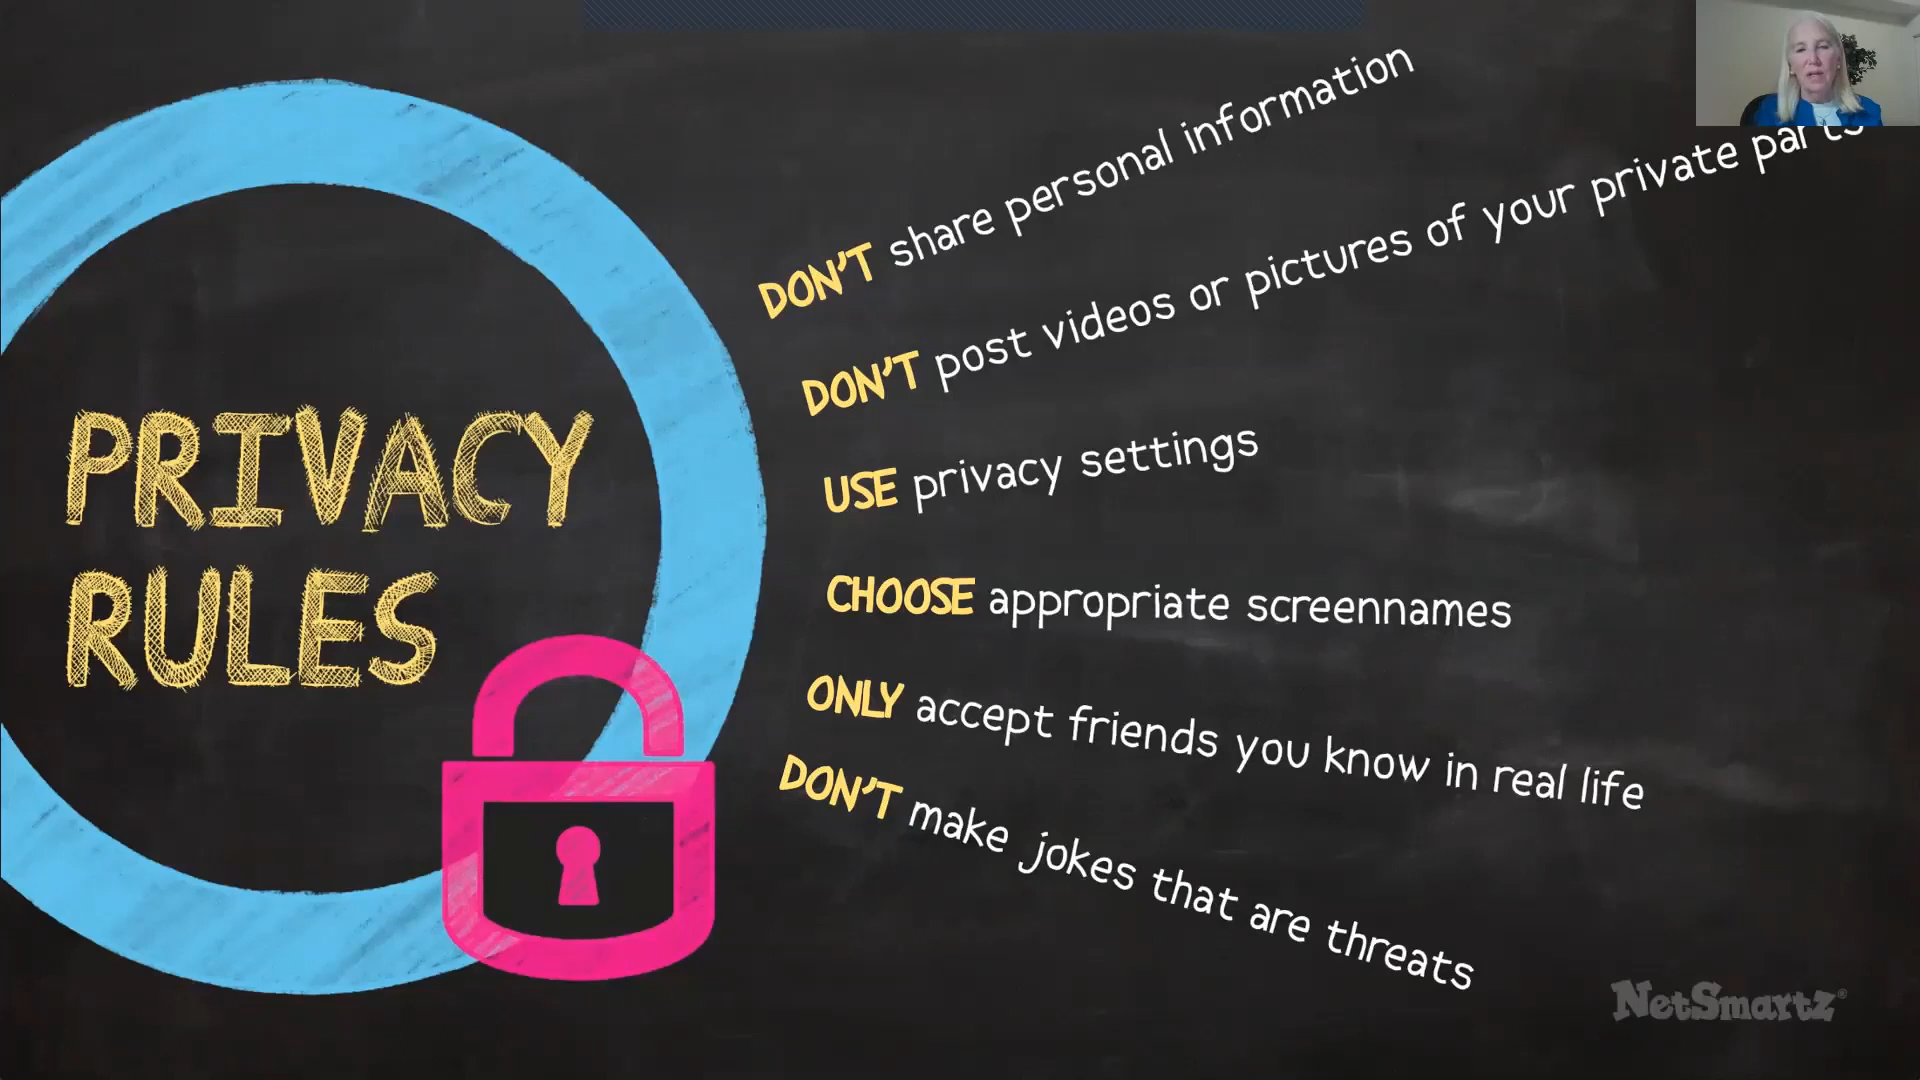 PRIVACY
RULES
DON'T share personal information
DON'T post videos or pictures of your private parts
USE privacy settings
CHOOSE appropriate screennames
ONLY accept friends you know in real life
DON'T make jokes that are threats
NetSmartz®